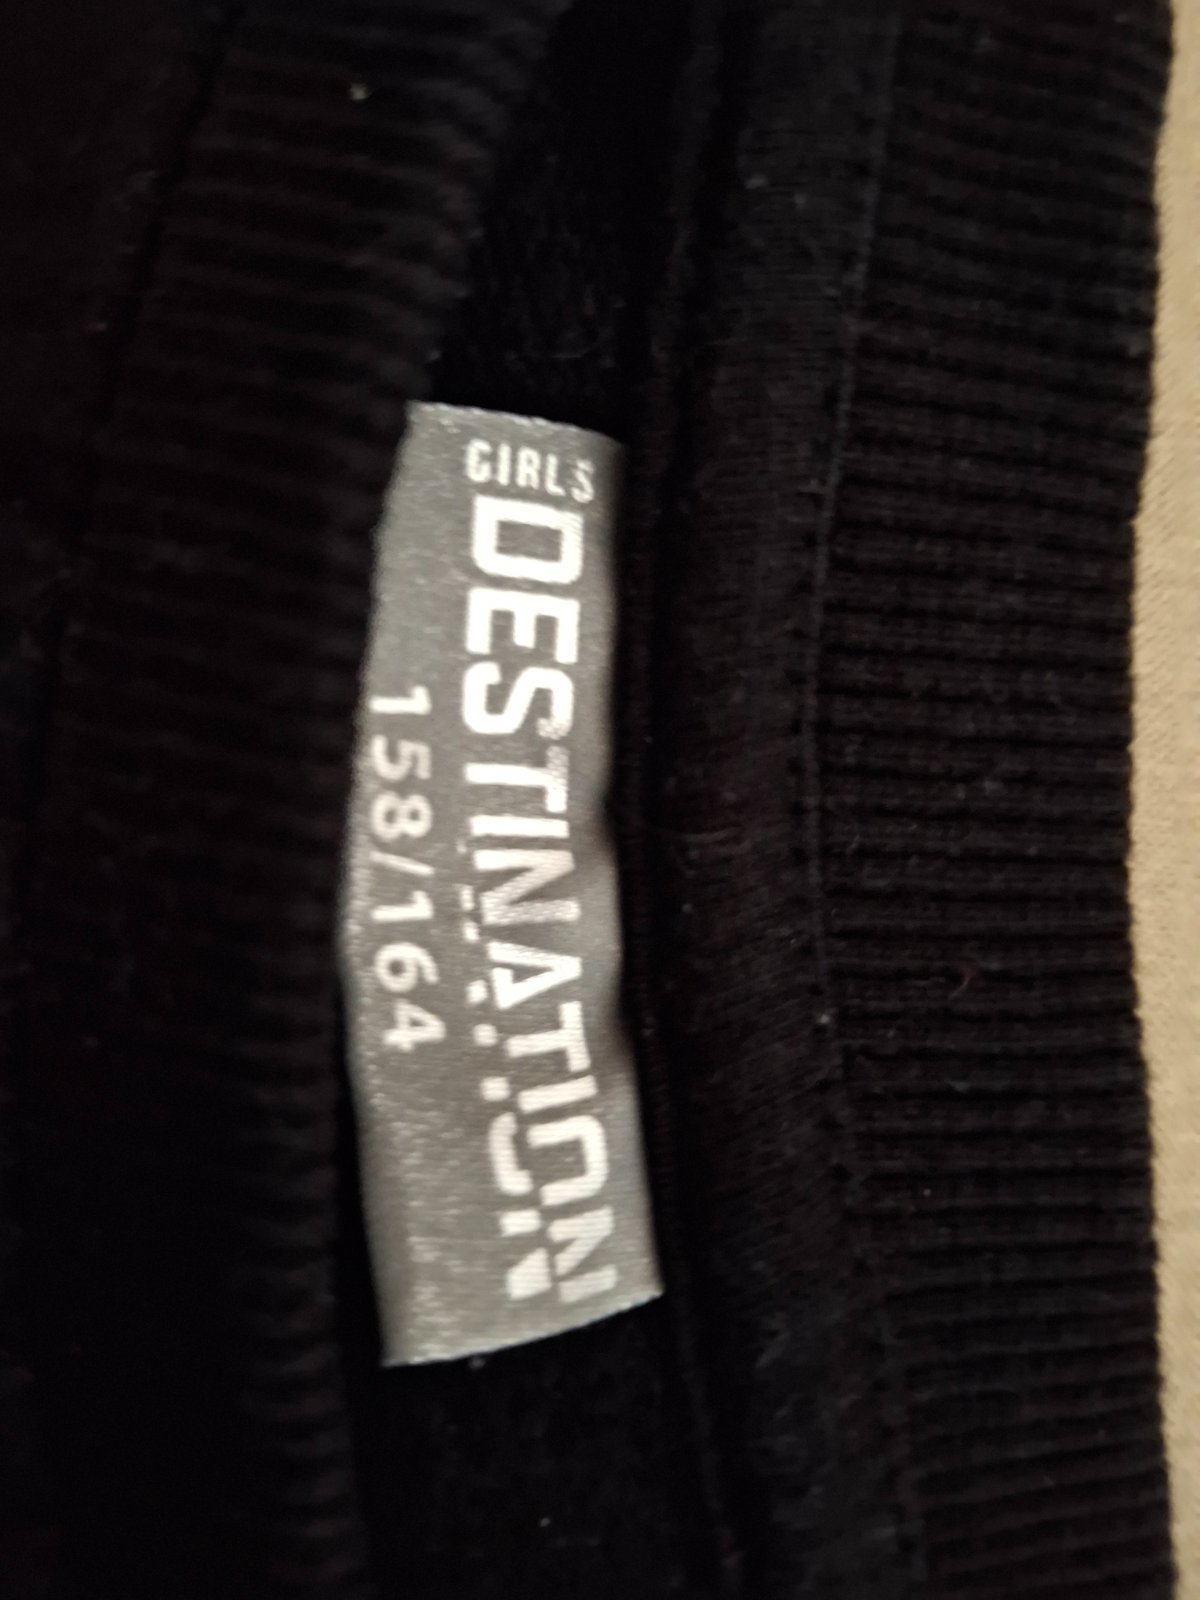 GIRLS
DESTINATION
158/164